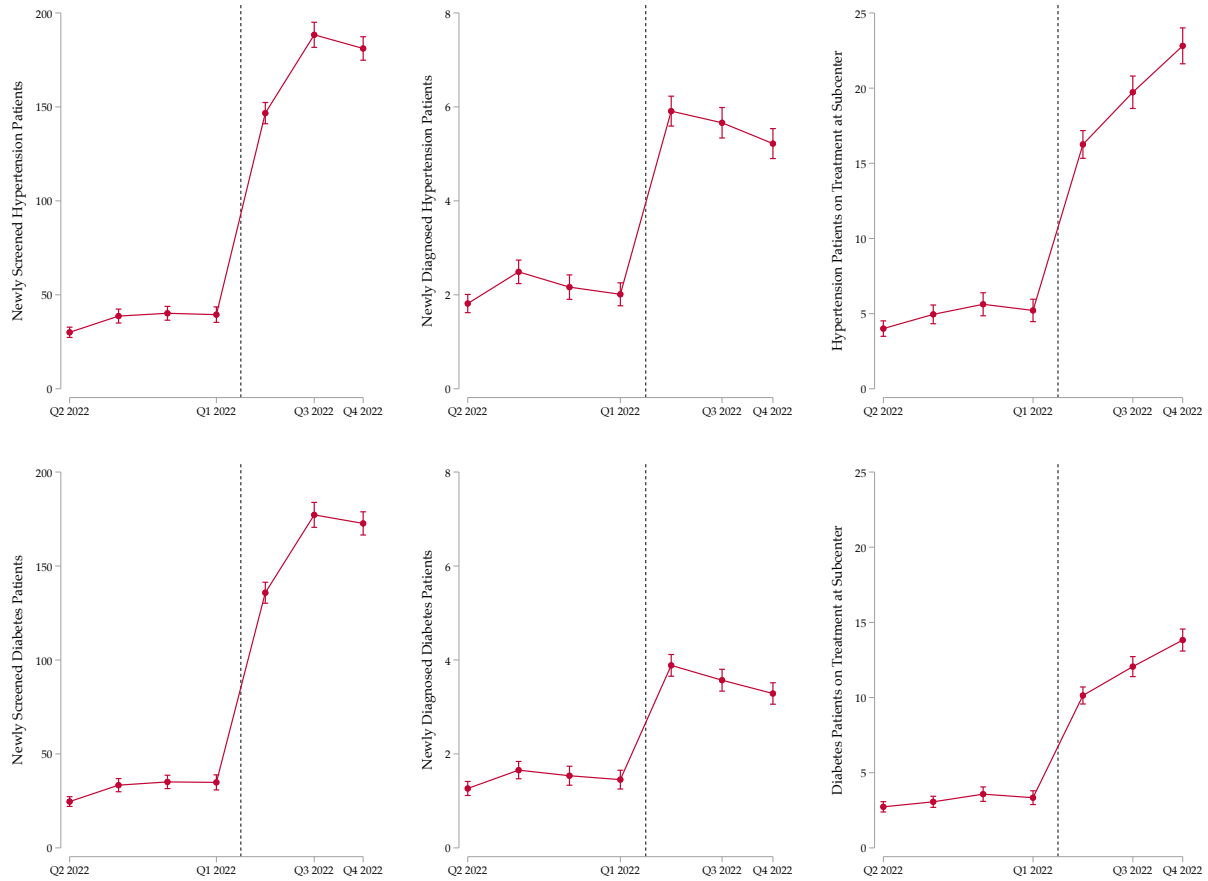 Newly Screened Hypertension Patients
200
150
100
50
0
Q2 2022 Q1 2022 Q3 2022 Q4 2022
Newly Diagnosed Hypertension Patients
8
6
4
2
0
Q2 2022 Q1 2022 Q3 2022 Q4 2022
Hypertension Patients on Treatment at Subcenter
25
20
15
10
5
0
Q2 2022 Q1 2022 Q3 2022 Q4 2022
Newly Screened Diabetes Patients
200
150
100
50
0
Q2 2022 Q1 2022 Q3 2022 Q4 2022
Newly Diagnosed Diabetes Patients
8
6
4
2
0
Q2 2022 Q1 2022 Q3 2022 Q4 2022
Diabetes Patients on Treatment at Subcenter
25
20
15
10
5
0
Q2 2022 Q1 2022 Q3 2022 Q4 2022